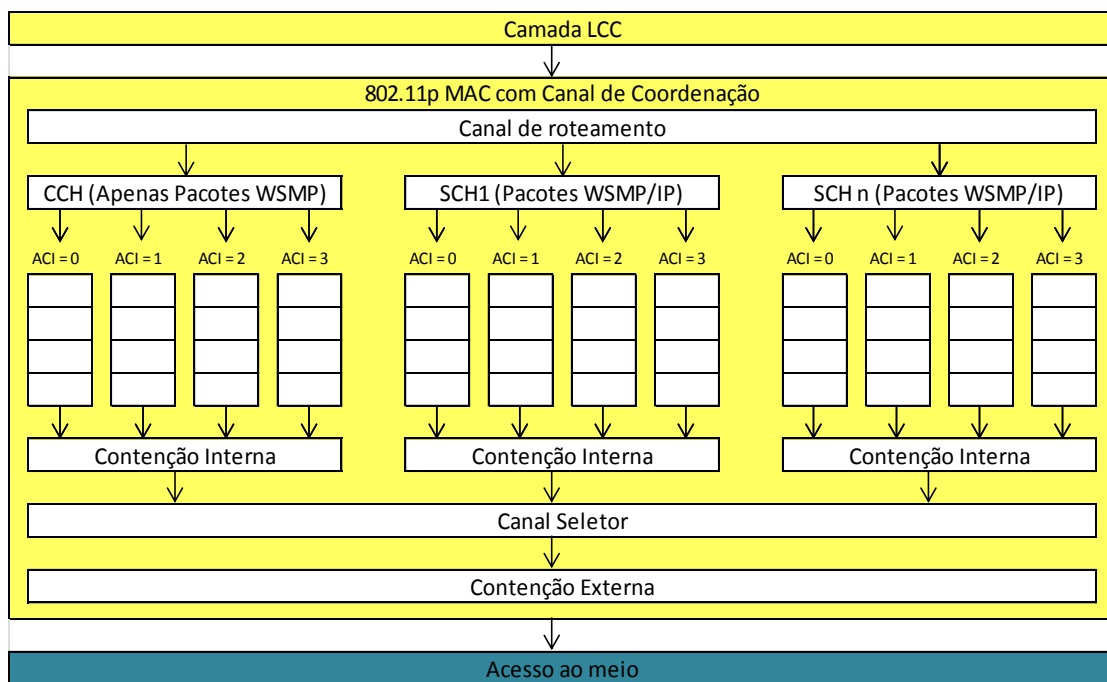 Camada LCC
802.11p MAC com Canal de Coordenação
Canal de roteamento
CCH (Apenas Pacotes WSMP) SCH1 (Pacotes WSMP/IP) SCH n (Pacotes WSMP/IP)
ACI = 0 ACI = 1 ACI = 2 ACI = 3 ACI = 0 ACI = 1 ACI = 2 ACI = 3 ACI = 0 ACI = 1 ACI = 2 ACI = 3
Contenção Interna Contenção Interna Contenção Interna
Canal Seletor
Contenção Externa
Acesso ao meio